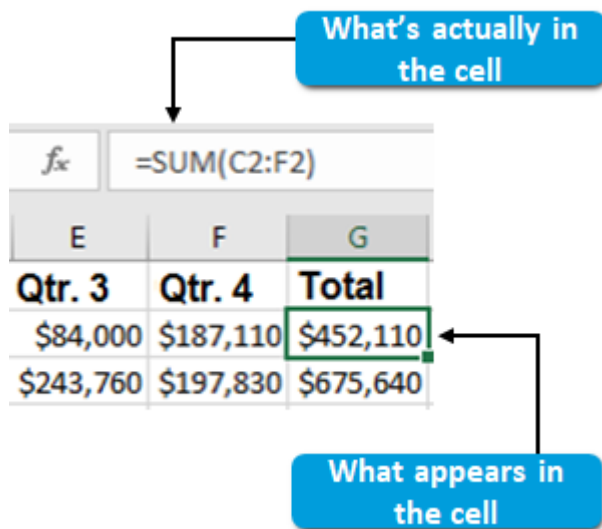 What's actually in
the cell
fx =SUM(C2:F2)
E F G
Qtr. 3 Qtr. 4 Total
$84,000 $187,110 $452,110
$243,760 $197,830 $675,640
What appears in
the cell